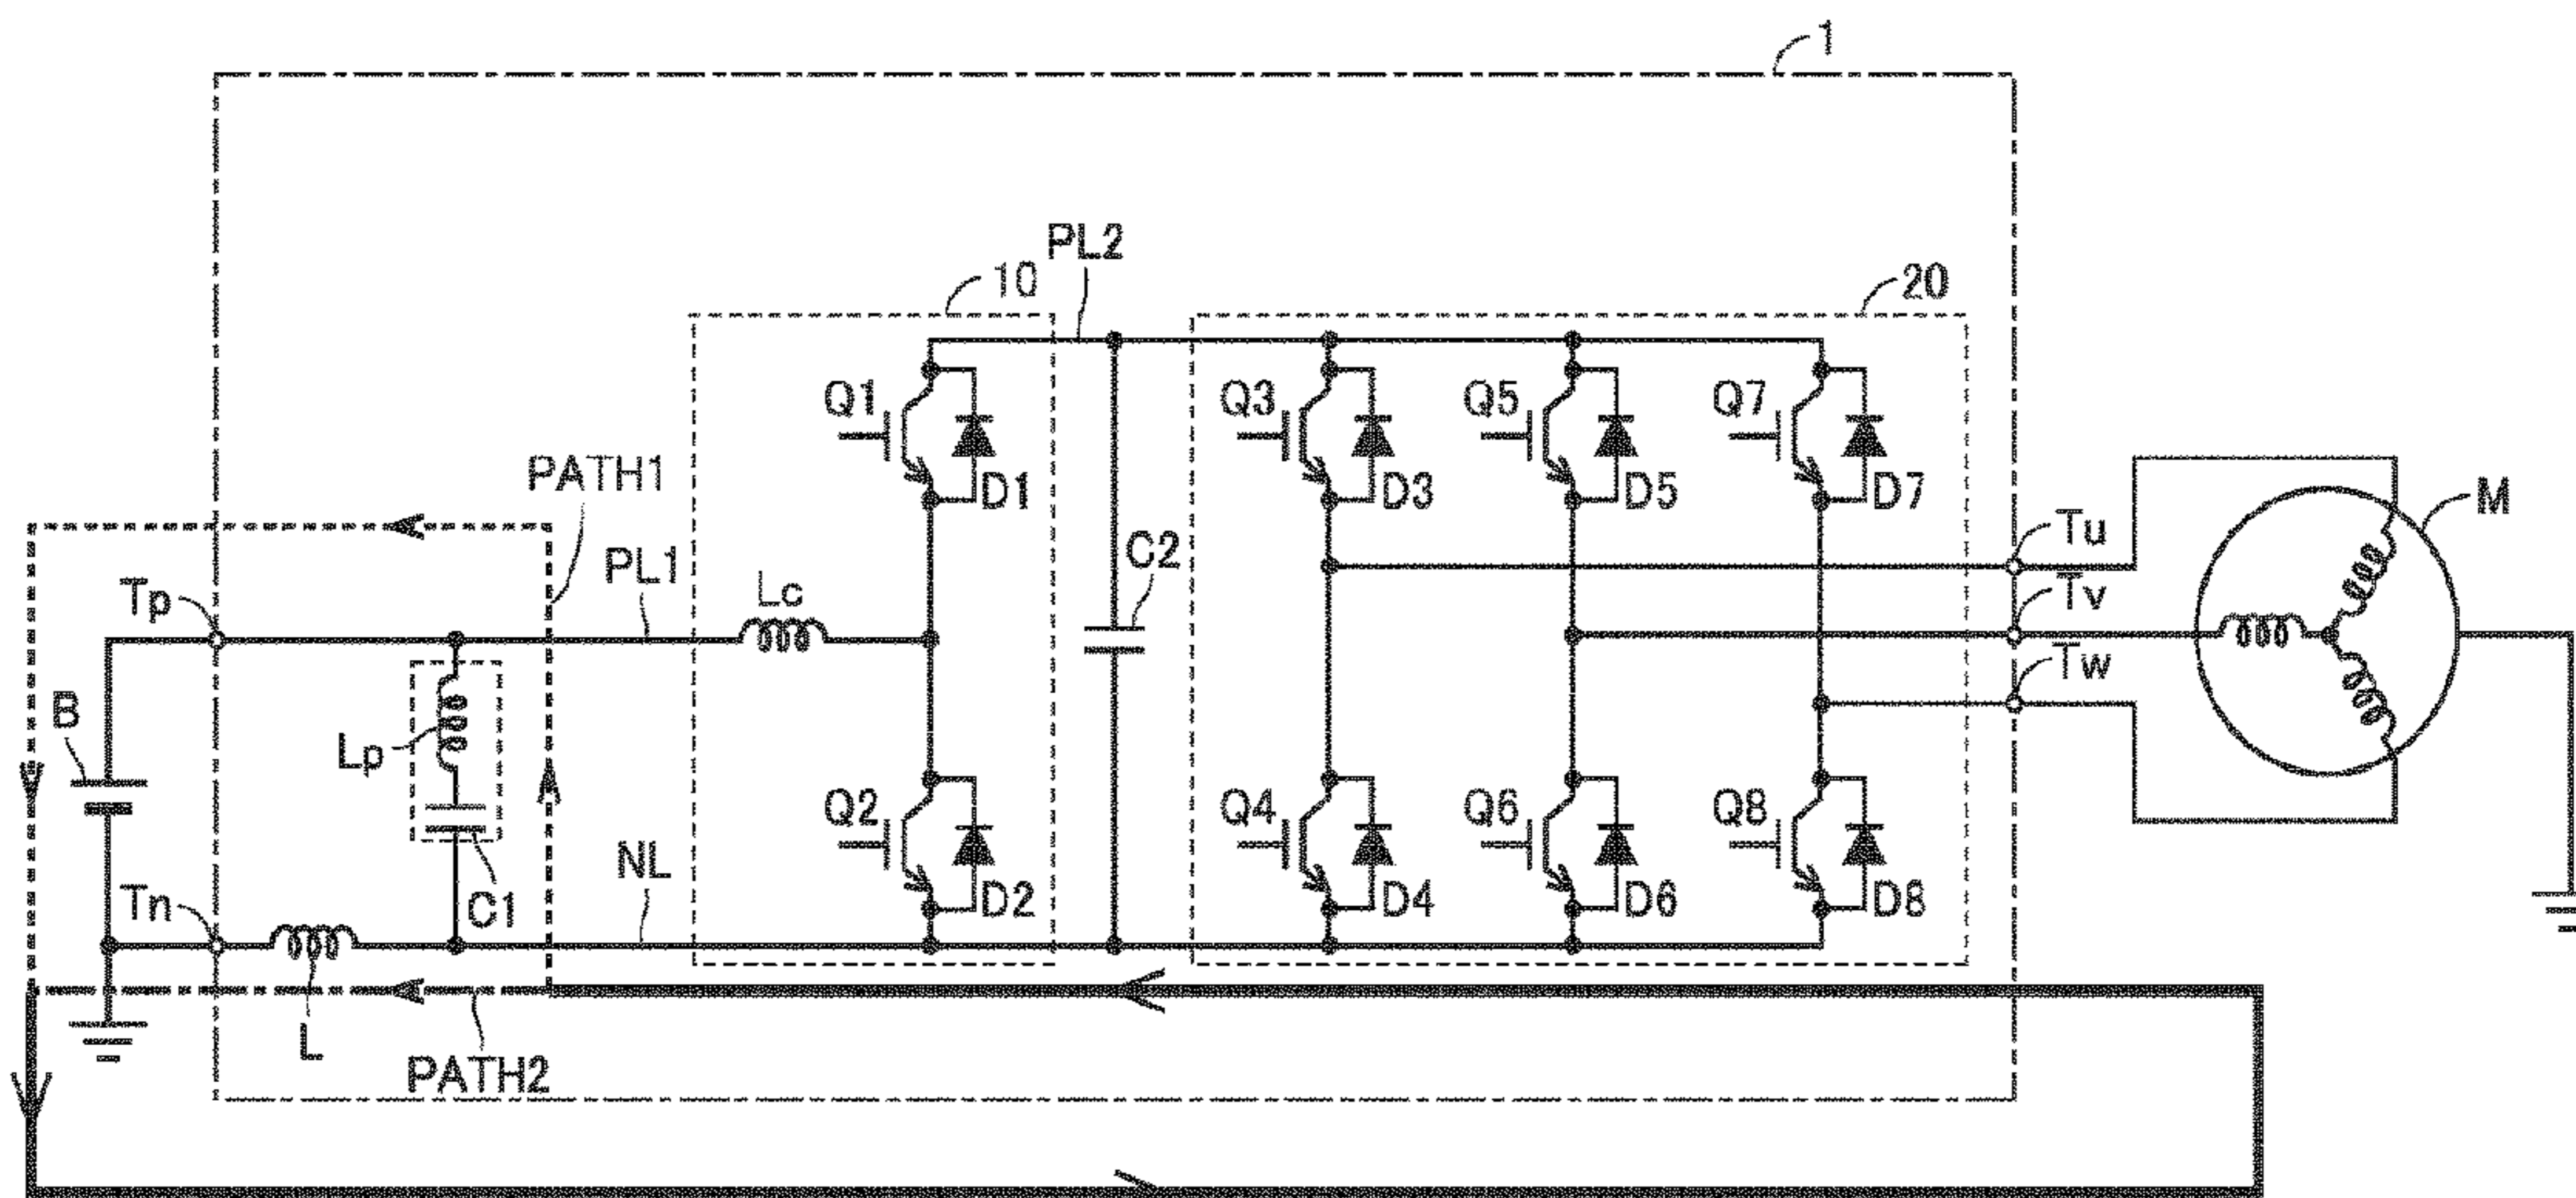 1
PL2
10
20
Q1
Q3
Q5
Q7
PATH1
D1
D3
D5
D7
M
Tu
PL1
C2
Tp
Lc
Tv
Tw
B
Lp
Q2
Q4
Q6
Q8
NL
Tn
C1
D2
D4
D6
D8
L
PATH2